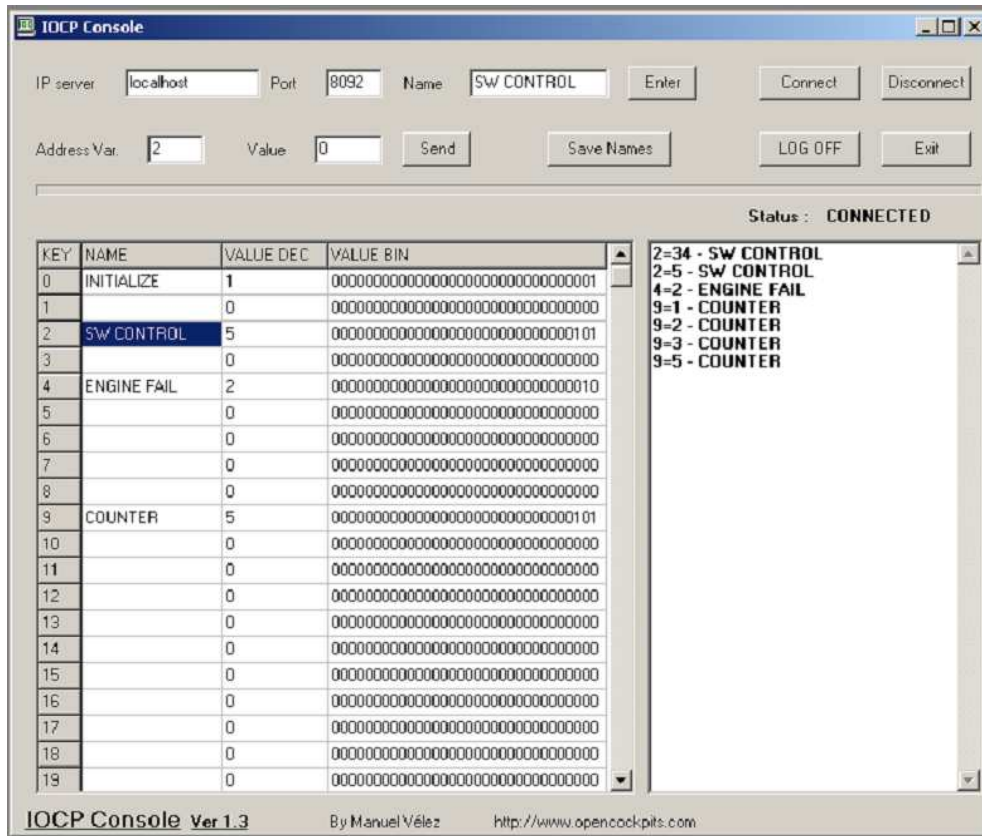 IOCP Console
IP server localhost Port 8092 Name SW CONTROL Enter Connect Disconnect
Address Var. 2 Value 0 Send Save Names LOG OFF Exit
Status : CONNECTED
KEY NAME VALUE DEC VALUE BIN
0 INITIALIZE 1 00000000000000000000000000000001
1 0 00000000000000000000000000000000
2 SW CONTROL 5 00000000000000000000000000000101
3 0 00000000000000000000000000000000
4 ENGINE FAIL 2 00000000000000000000000000000010
5 0 00000000000000000000000000000000
6 0 00000000000000000000000000000000
7 0 00000000000000000000000000000000
8 0 00000000000000000000000000000000
9 COUNTER 5 00000000000000000000000000000101
10 0 00000000000000000000000000000000
11 0 00000000000000000000000000000000
12 0 00000000000000000000000000000000
13 0 00000000000000000000000000000000
14 0 00000000000000000000000000000000
15 0 00000000000000000000000000000000
16 0 00000000000000000000000000000000
17 0 00000000000000000000000000000000
18 0 00000000000000000000000000000000
19 0 00000000000000000000000000000000
2=34 - SW CONTROL
2=5 - SW CONTROL
4=2 - ENGINE FAIL
9=1 - COUNTER
9=2 - COUNTER
9=3 - COUNTER
9=5 - COUNTER
IOCP Console Ver 1.3 By Manuel Vélez http://www.opencockpits.com